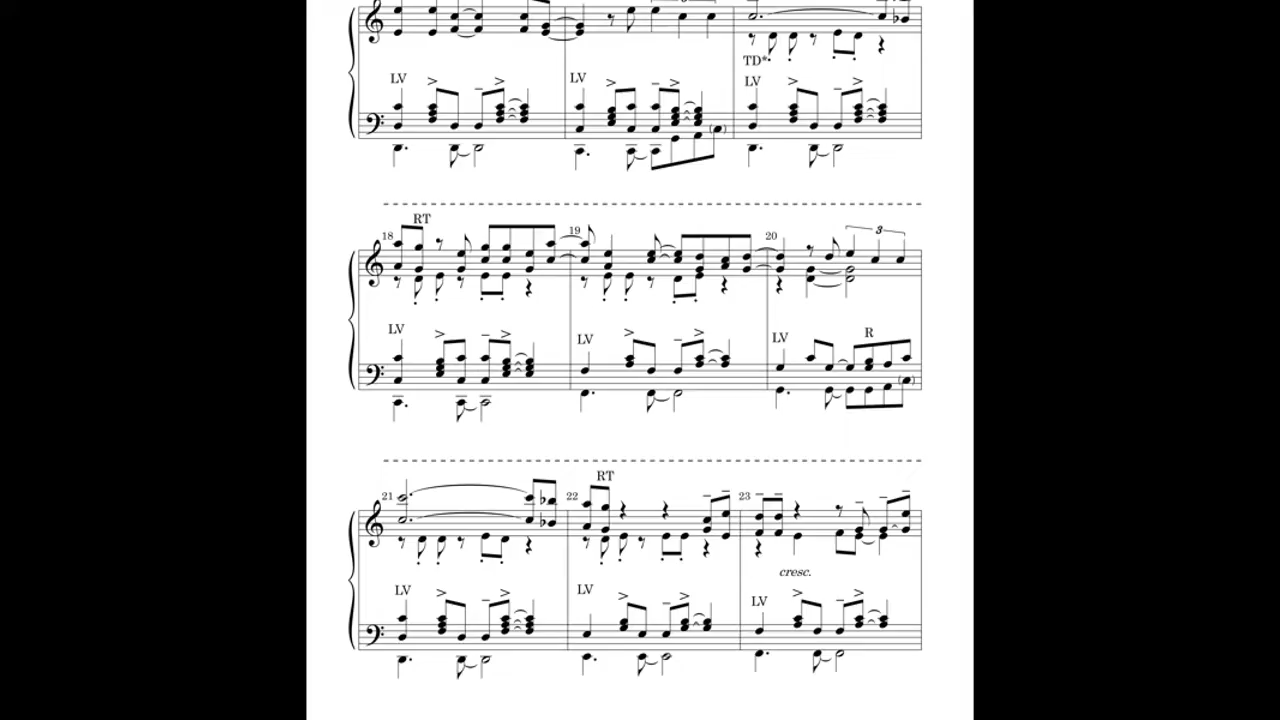 3
LV LV TD*
LV
RT
18 19 20 3
LV LV LV R
RT
21 22 23
cresc.
LV LV LV